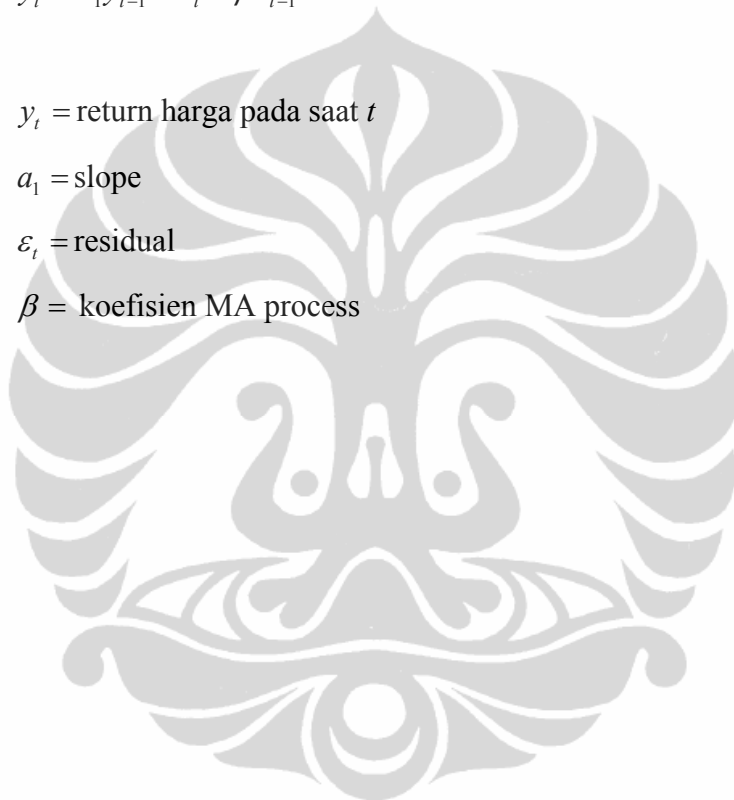 y_t = return harga pada saat t
a_1 = slope
ε_t = residual
β = koefisien MA process